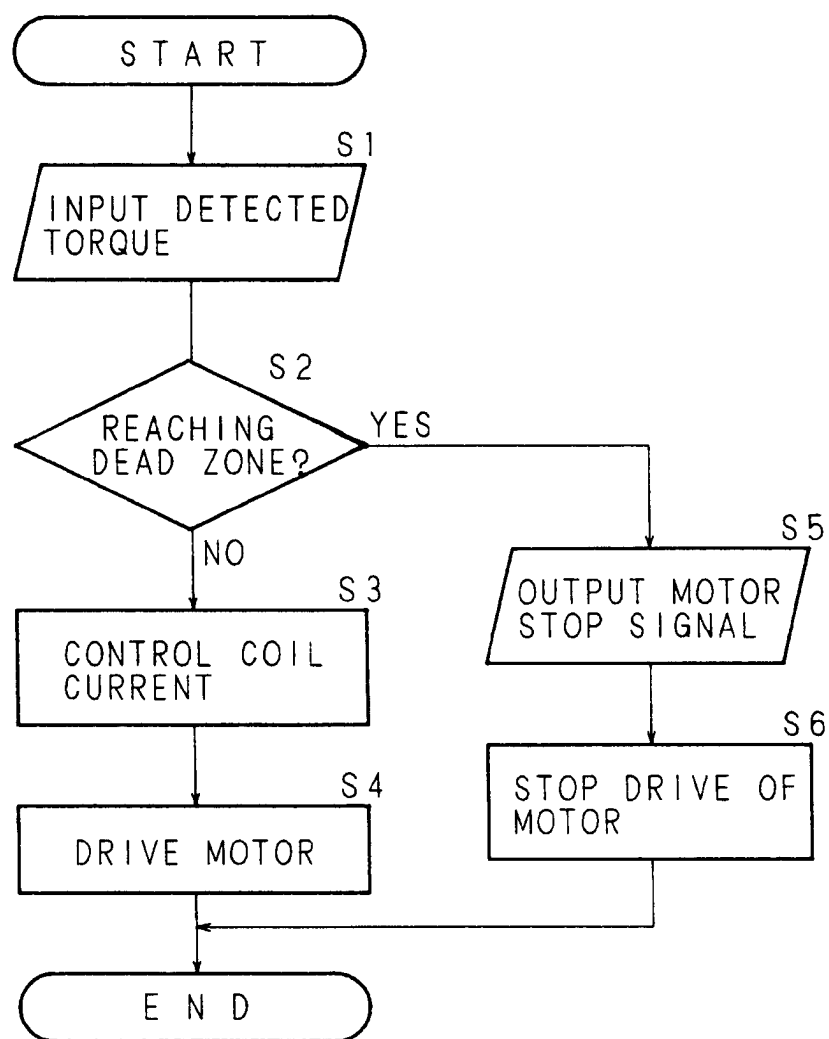 START
S1
INPUT DETECTED
TORQUE
S2
REACHING
DEAD ZONE?
YES
NO
S3
CONTROL COIL
CURRENT
S4
DRIVE MOTOR
S5
OUTPUT MOTOR
STOP SIGNAL
S6
STOP DRIVE OF
MOTOR
END